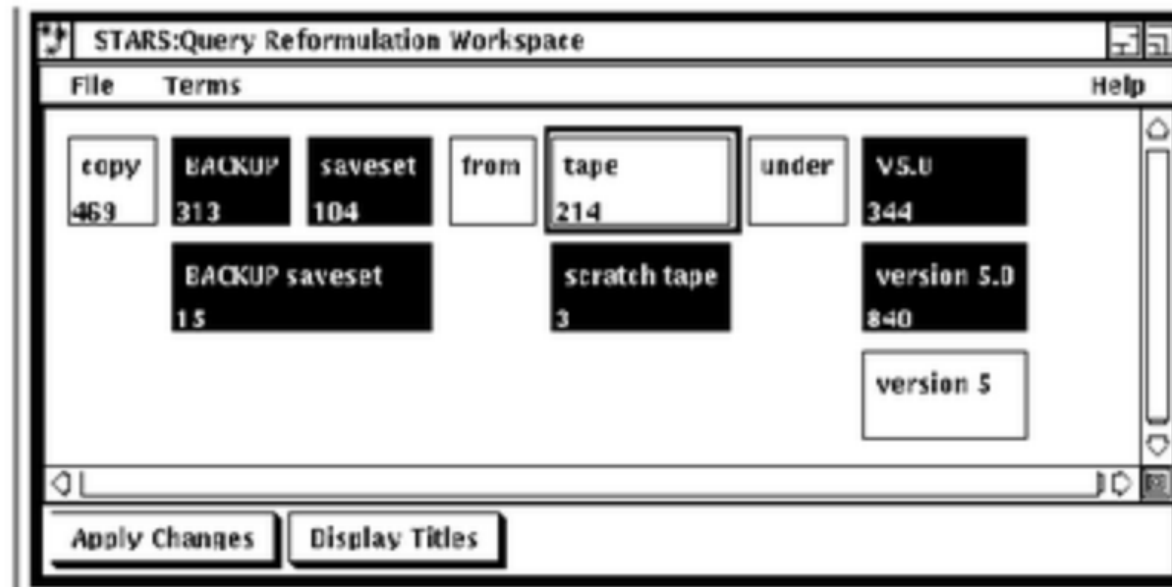 STARS:Query Reformulation Workspace
File Terms Help
copy BACKUP saveset from tape under V5.0
469 313 104 214 344
BACKUP saveset scratch tape version 5.0
15 3 840
version 5
Apply Changes Display Titles